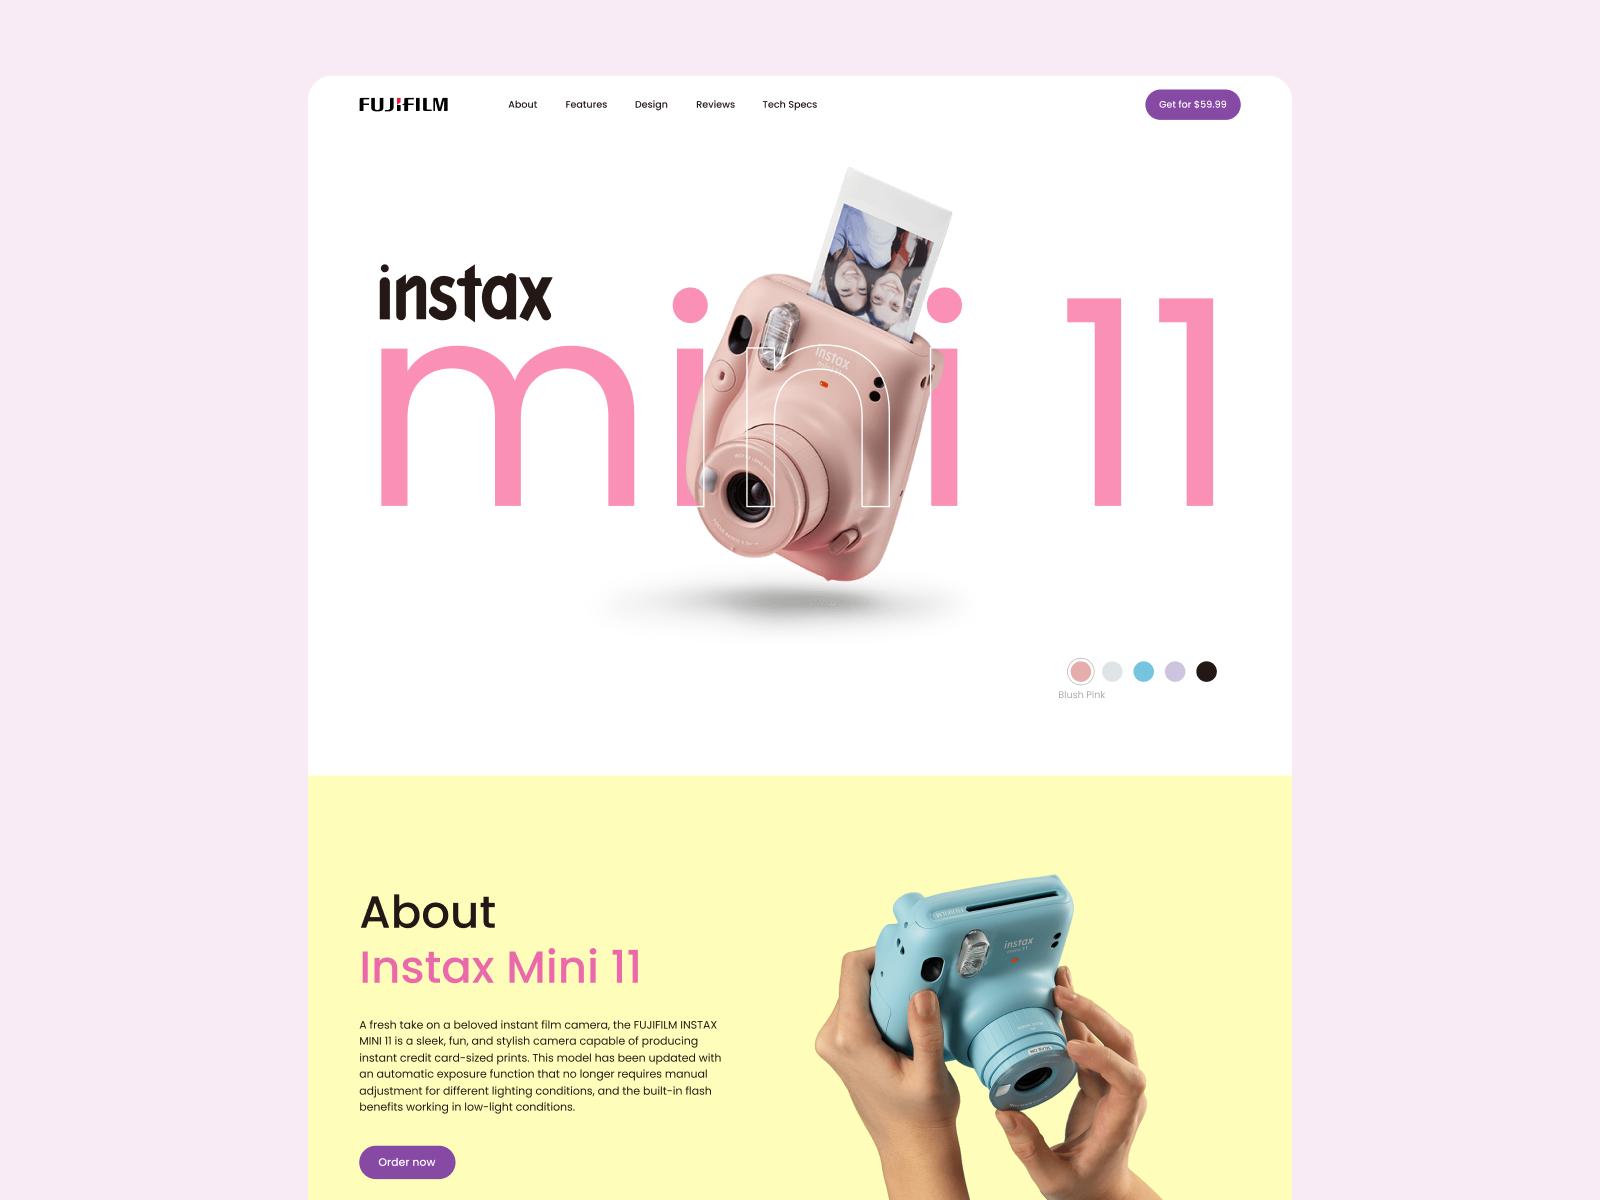 FUJIFILM About Features Design Reviews Tech Specs Get for $59.99
instax
mini 11
instax
Blush Pink
About
Instax Mini 11
A fresh take on a beloved instant film camera, the FUJIFILM INSTAX
MINI 11 is a sleek, fun, and stylish camera capable of producing
instant credit card-sized prints. This model has been updated with
an automatic exposure function that no longer requires manual
adjustment for different lighting conditions, and the built-in flash
benefits working in low-light conditions.
Order now
instax
mini 11